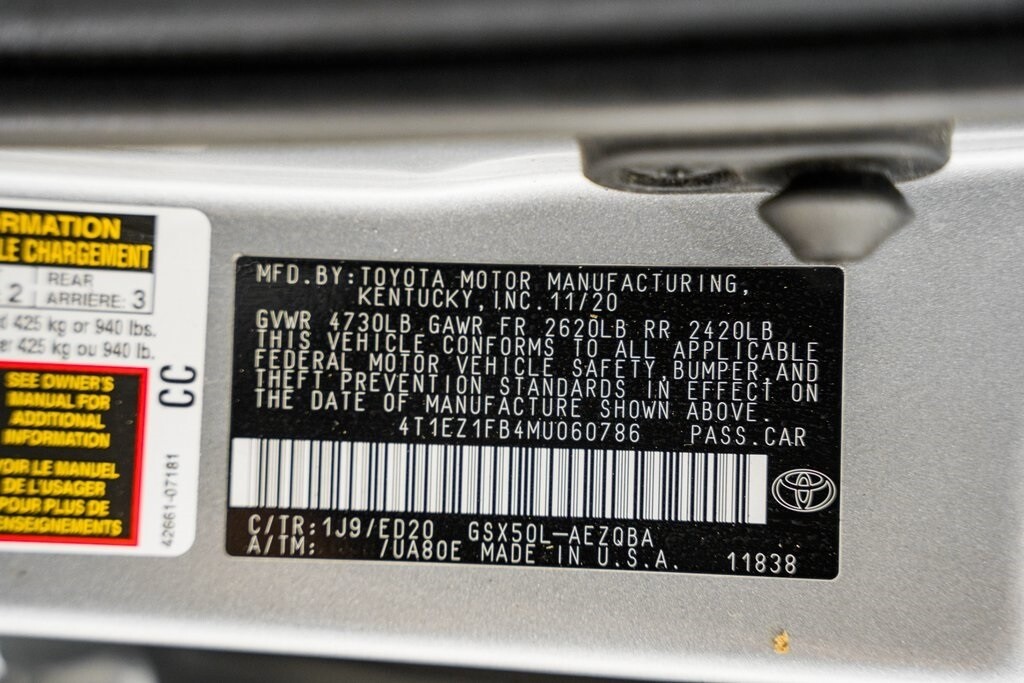 RMATION
LE CHARGEMENT
2 REAR
ARRIÈRE: 3
425 kg or 940 lbs.
425 kg ou 940 lb.
SEE OWNER'S
MANUAL FOR
ADDITIONAL
INFORMATION
VOIR LE MANUEL
DE L'USAGER
POUR PLUS DE
ENSEIGNEMENTS
42661-07181
CC
MFD.BY:TOYOTA MOTOR MANUFACTURING,
KENTUCKY,INC.11/20
GVWR 4730LB GAWR FR 2620LB RR 2420LB
THIS VEHICLE CONFORMS TO ALL APPLICABLE
FEDERAL MOTOR VEHICLE SAFETY,BUMPER,AND
THEFT PREVENTION STANDARDS IN EFFECT ON
THE DATE OF MANUFACTURE SHOWN ABOVE.
4T1EZ1FB4MU060786 PASS.CAR
C/TR:1J9/ED20 GSX50L-AEZQBA
A/TM: /UA80E MADE IN U.S.A. 11838